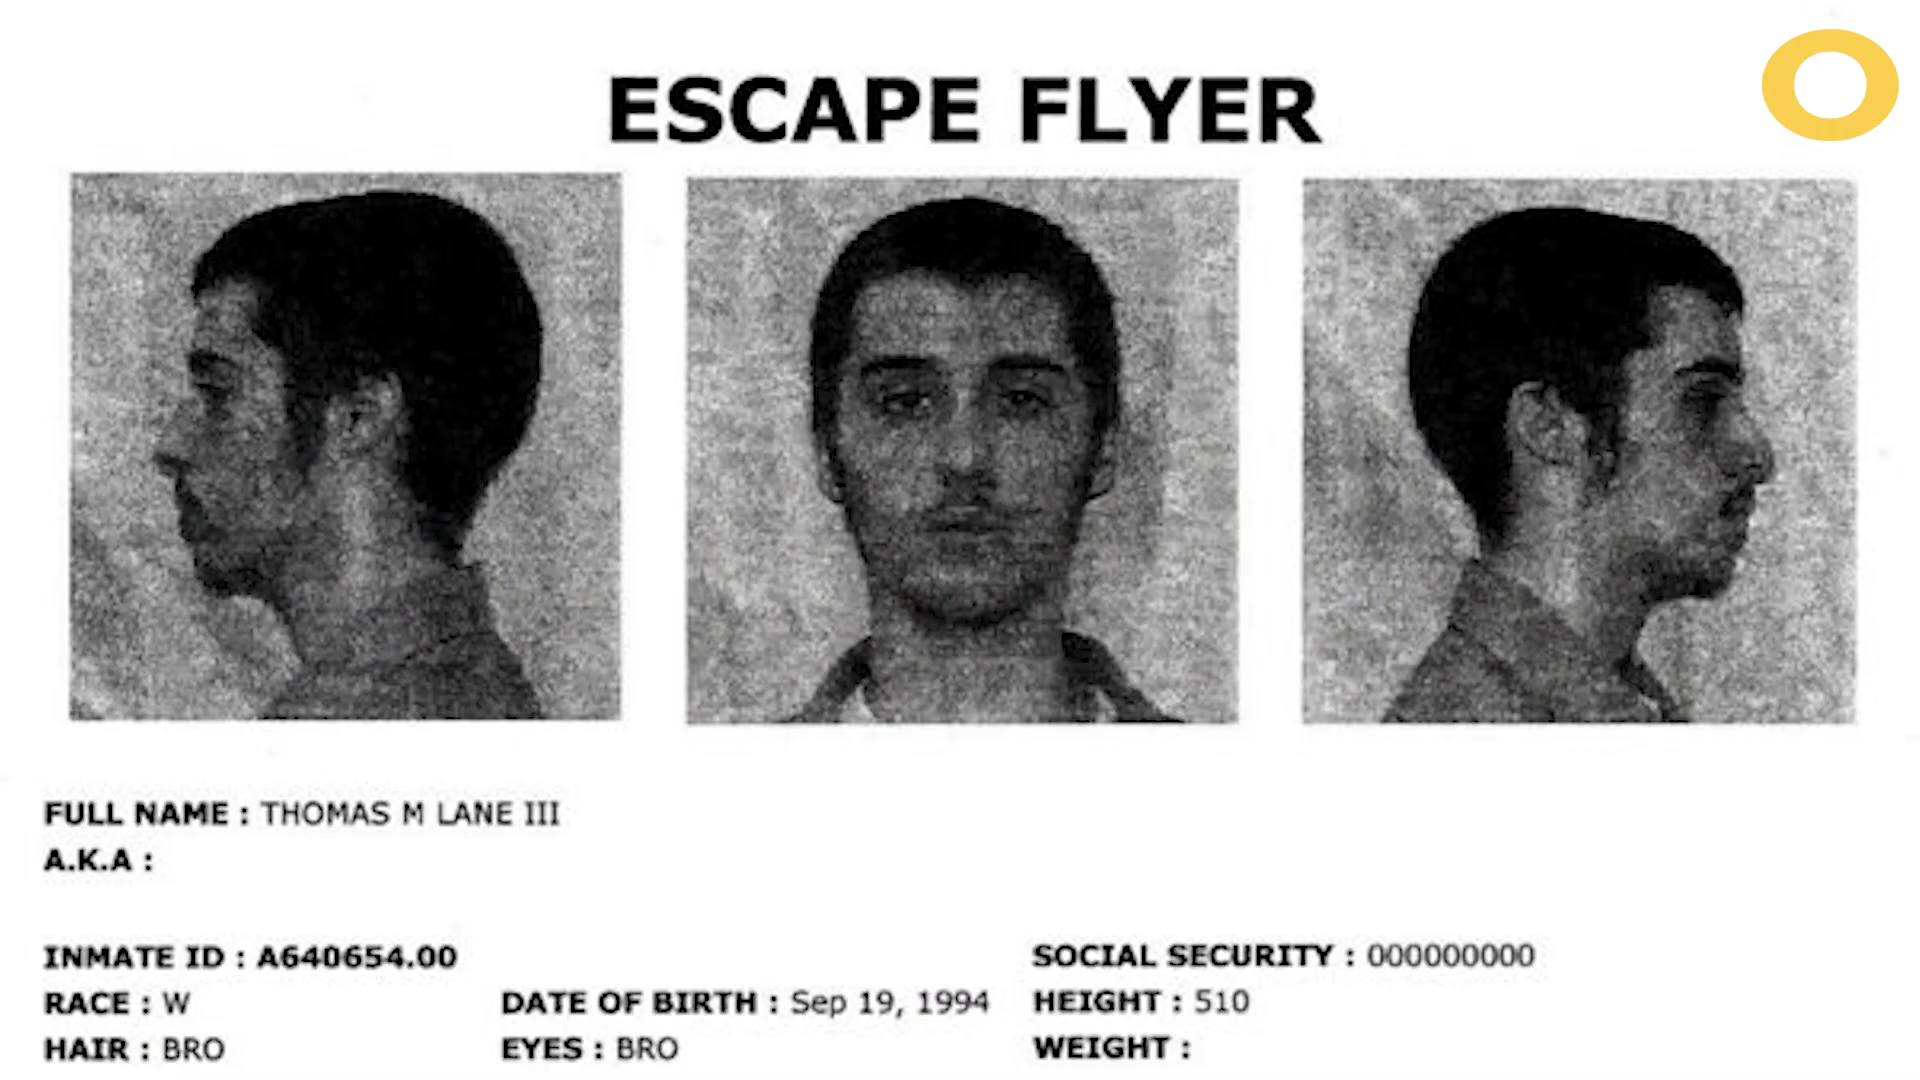 ESCAPE FLYER
FULL NAME : THOMAS M LANE III
A.K.A :
INMATE ID : A640654.00 SOCIAL SECURITY : 000000000
RACE : W DATE OF BIRTH : Sep 19, 1994 HEIGHT : 510
HAIR : BRO EYES : BRO WEIGHT :